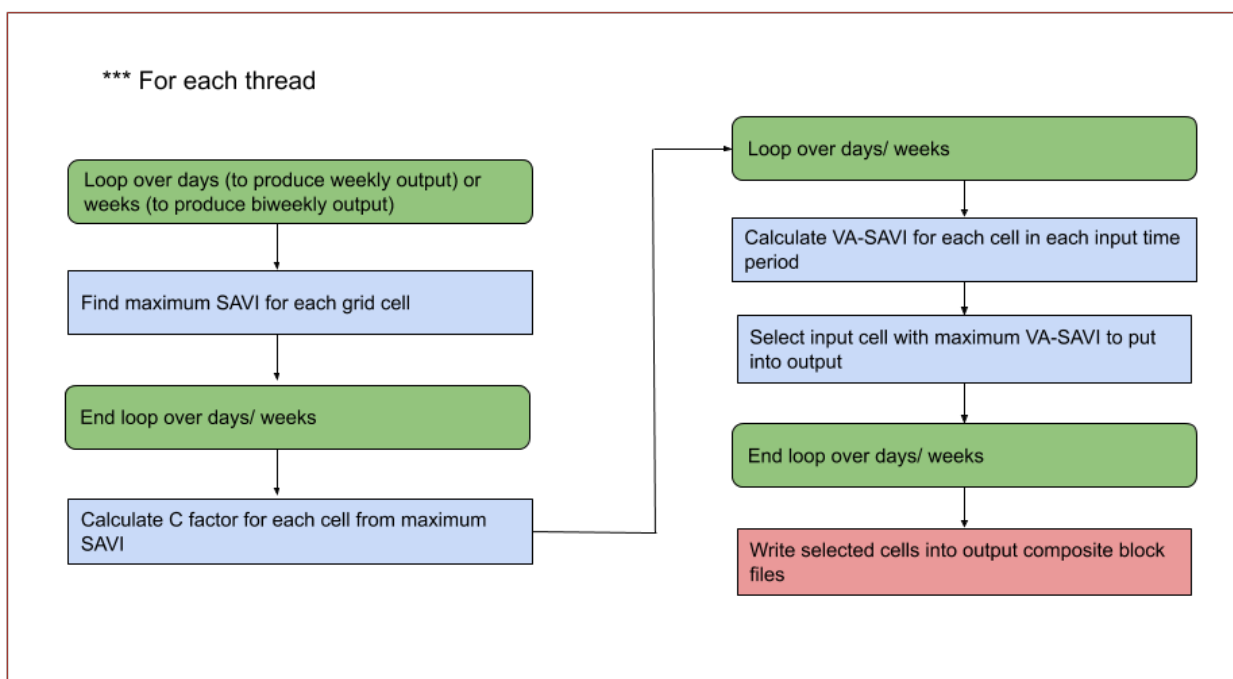 *** For each thread
Loop over days (to produce weekly output) or
weeks (to produce biweekly output)
Find maximum SAVI for each grid cell
End loop over days/ weeks
Calculate C factor for each cell from maximum
SAVI
Loop over days/ weeks
Calculate VA-SAVI for each cell in each input time
period
Select input cell with maximum VA-SAVI to put
into output
End loop over days/ weeks
Write selected cells into output composite block
files